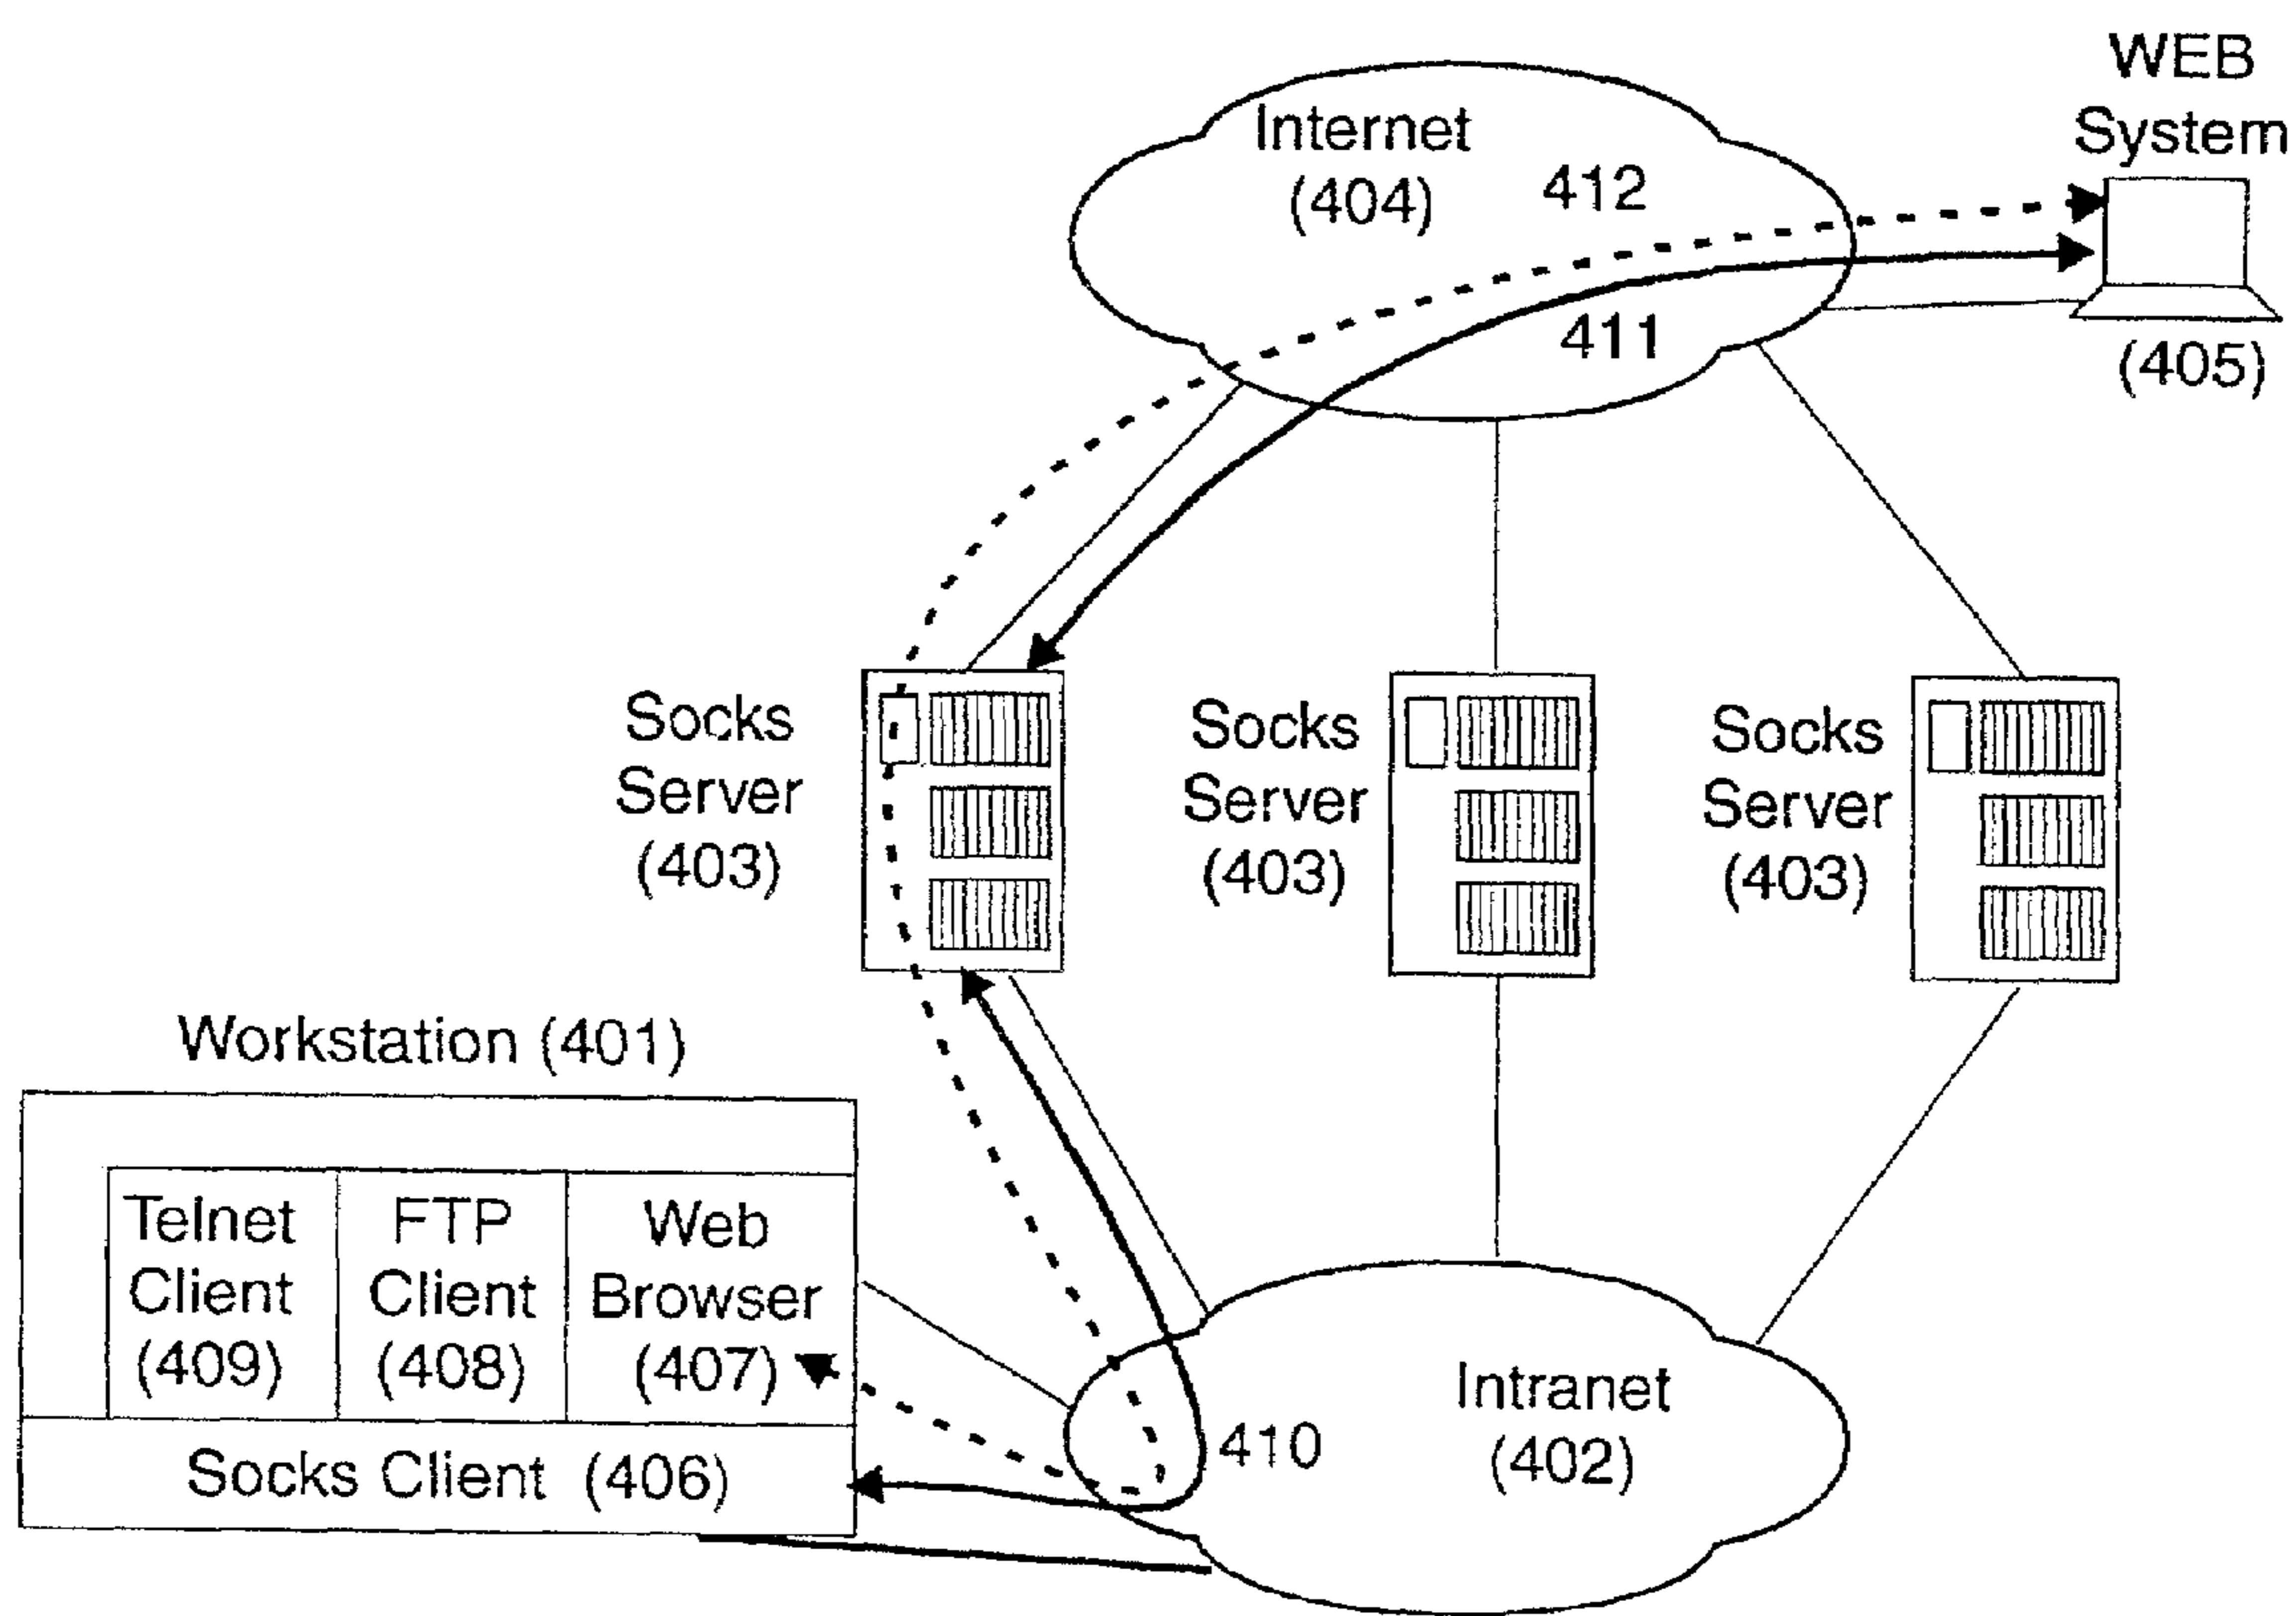 WEB
System
(405)
Internet
(404)
412
411
Socks
Server
(403)
Socks
Server
(403)
Socks
Server
(403)
Workstation (401)
Telnet
Client
(409)
FTP
Client
(408)
Web
Browser
(407)
Socks Client (406)
410
Intranet
(402)